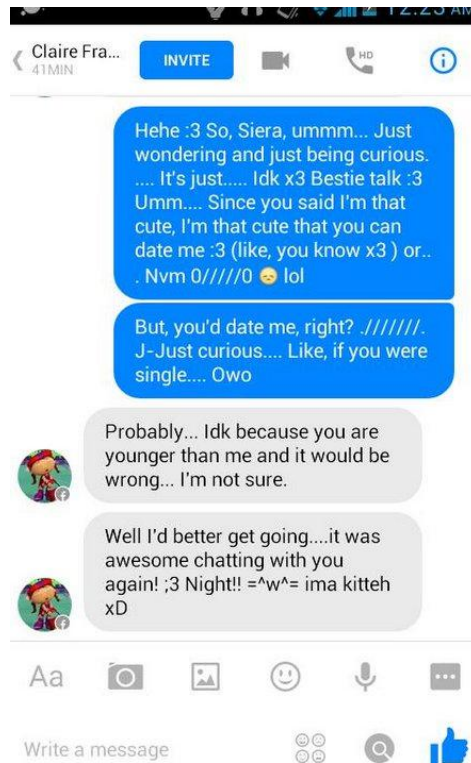 12:23 AM
Claire Fra...
41MIN
INVITE
HD
Hehe :3 So, Siera, ummm... Just
wondering and just being curious.
.... It's just..... Idk x3 Bestie talk :3
Umm.... Since you said I'm that
cute, I'm that cute that you can
date me :3 (like, you know x3 ) or..
. Nvm 0/////0 😞 lol
But, you'd date me, right? .///////.
J-Just curious.... Like, if you were
single.... Owo
Probably... Idk because you are
younger than me and it would be
wrong... I'm not sure.
Well I'd better get going....it was
awesome chatting with you
again! ;3 Night!! =^w^= ima kitteh
xD
Aa
Write a message